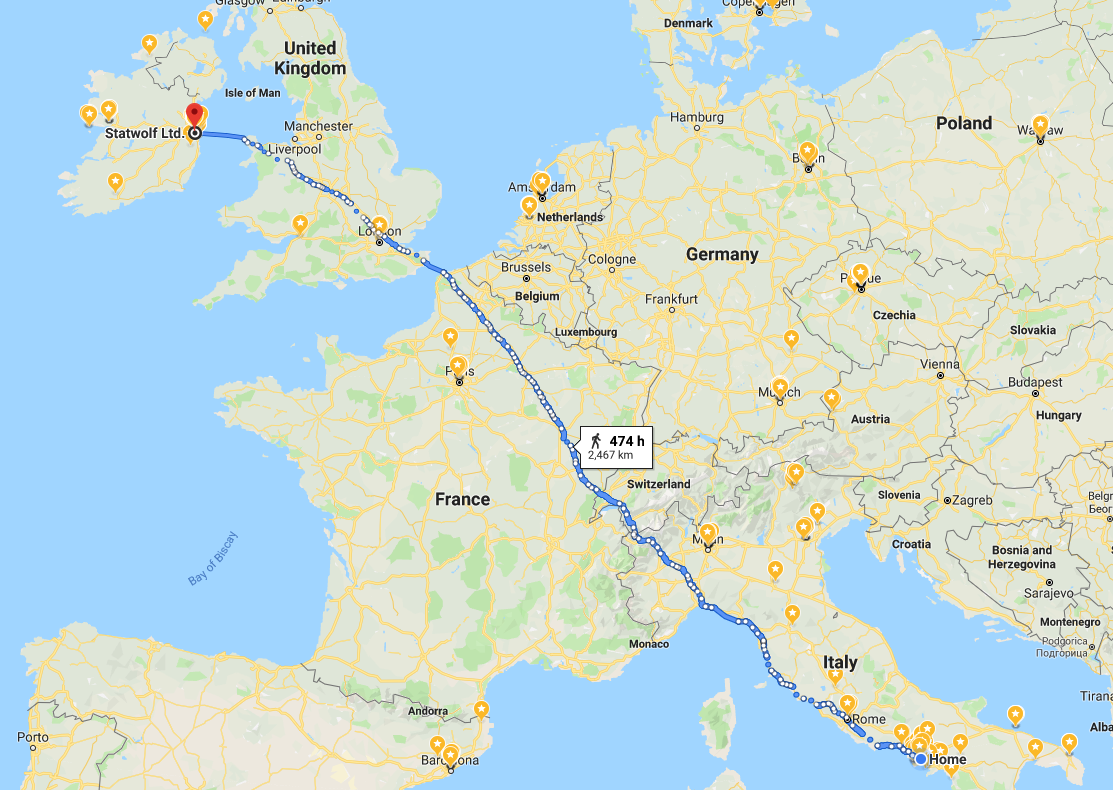 Glasgow
Edinburgh
Copenhagen
Denmark
United
Kingdom
Isle of Man
Hamburg
Poland
Warsaw
Statwolf Ltd.
Manchester
Liverpool
Berlin
Amsterdam
Netherlands
London
Cologne
Germany
Brussels
Belgium
Frankfurt
Prague
Czechia
Luxembourg
Slovakia
Paris
Vienna
Munich
Budapest
Austria
Hungary
474 h
2,467 km
Switzerland
France
Slovenia
Zagreb
Milan
Croatia
Bosnia and
Herzegovina
Bay of Biscay
Sarajevo
Monaco
Montenegro
Podgorica
Подгорица
Italy
Andorra
Rome
Porto
Barcelona
Home